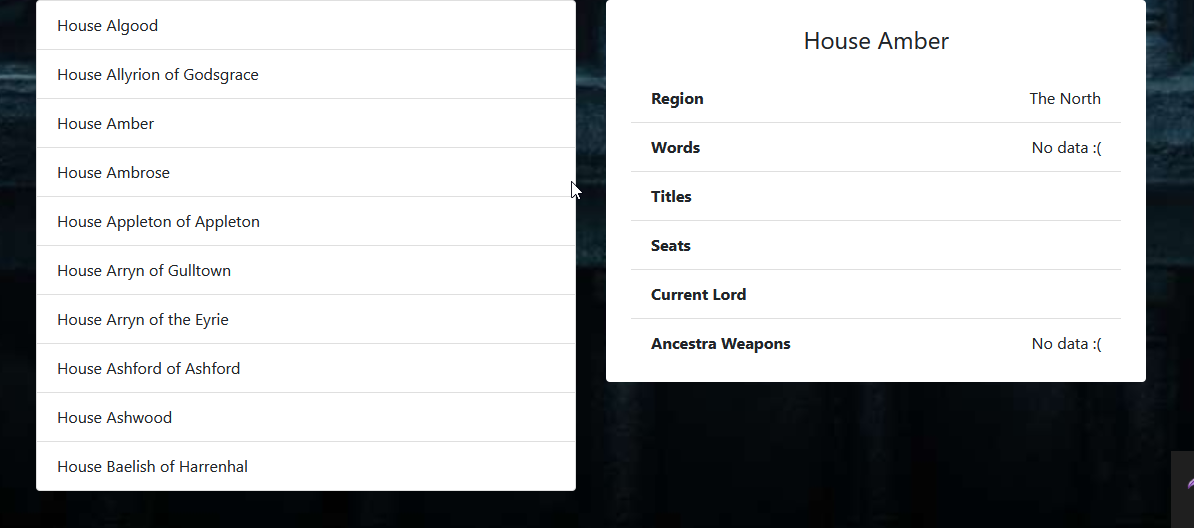 House Algood
House Allyrion of Godsgrace
House Amber
House Ambrose
House Appleton of Appleton
House Arryn of Gulltown
House Arryn of the Eyrie
House Ashford of Ashford
House Ashwood
House Baelish of Harrenhal
House Amber
Region The North
Words No data :(
Titles
Seats
Current Lord
Ancestra Weapons No data :(